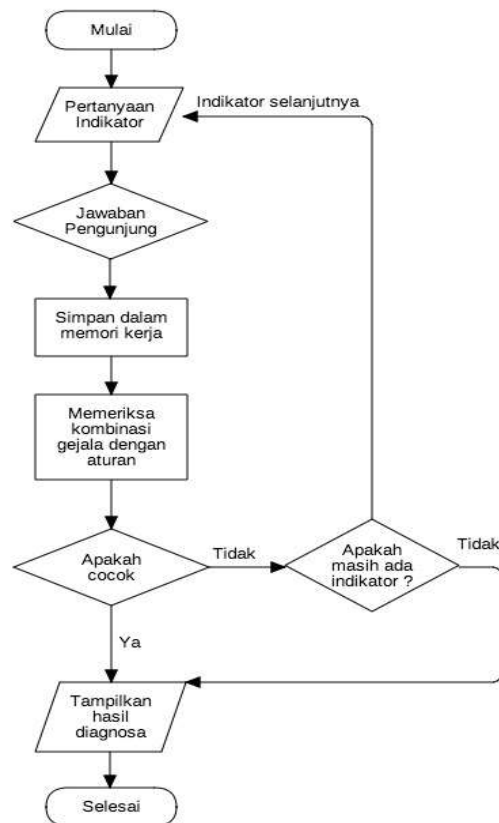 Mulai
Pertanyaan
Indikator
Indikator selanjutnya
Jawaban
Pengunjung
Simpan dalam
memori kerja
Memeriksa
kombinasi
gejala dengan
aturan
Apakah
cocok
Tidak
Apakah
masih ada
indikator ?
Tidak
Ya
Tampilkan
hasil
diagnosa
Selesai